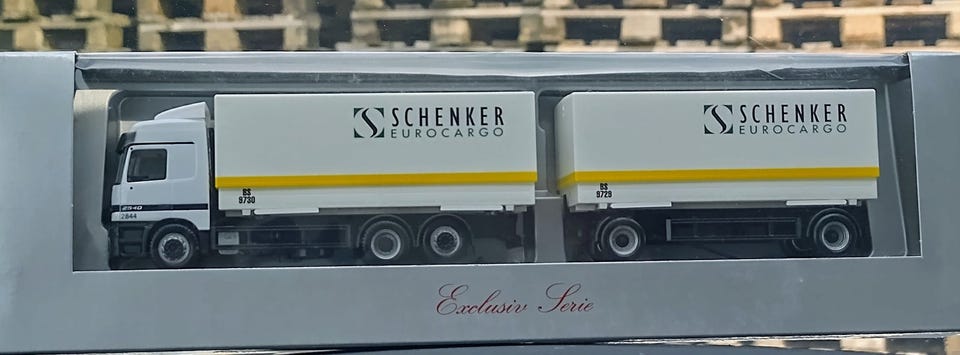 SCHENKER
EUROCARGO
BS
9730
2540
2844
SCHENKER
EUROCARGO
BS
9729
Exclusiv Serie